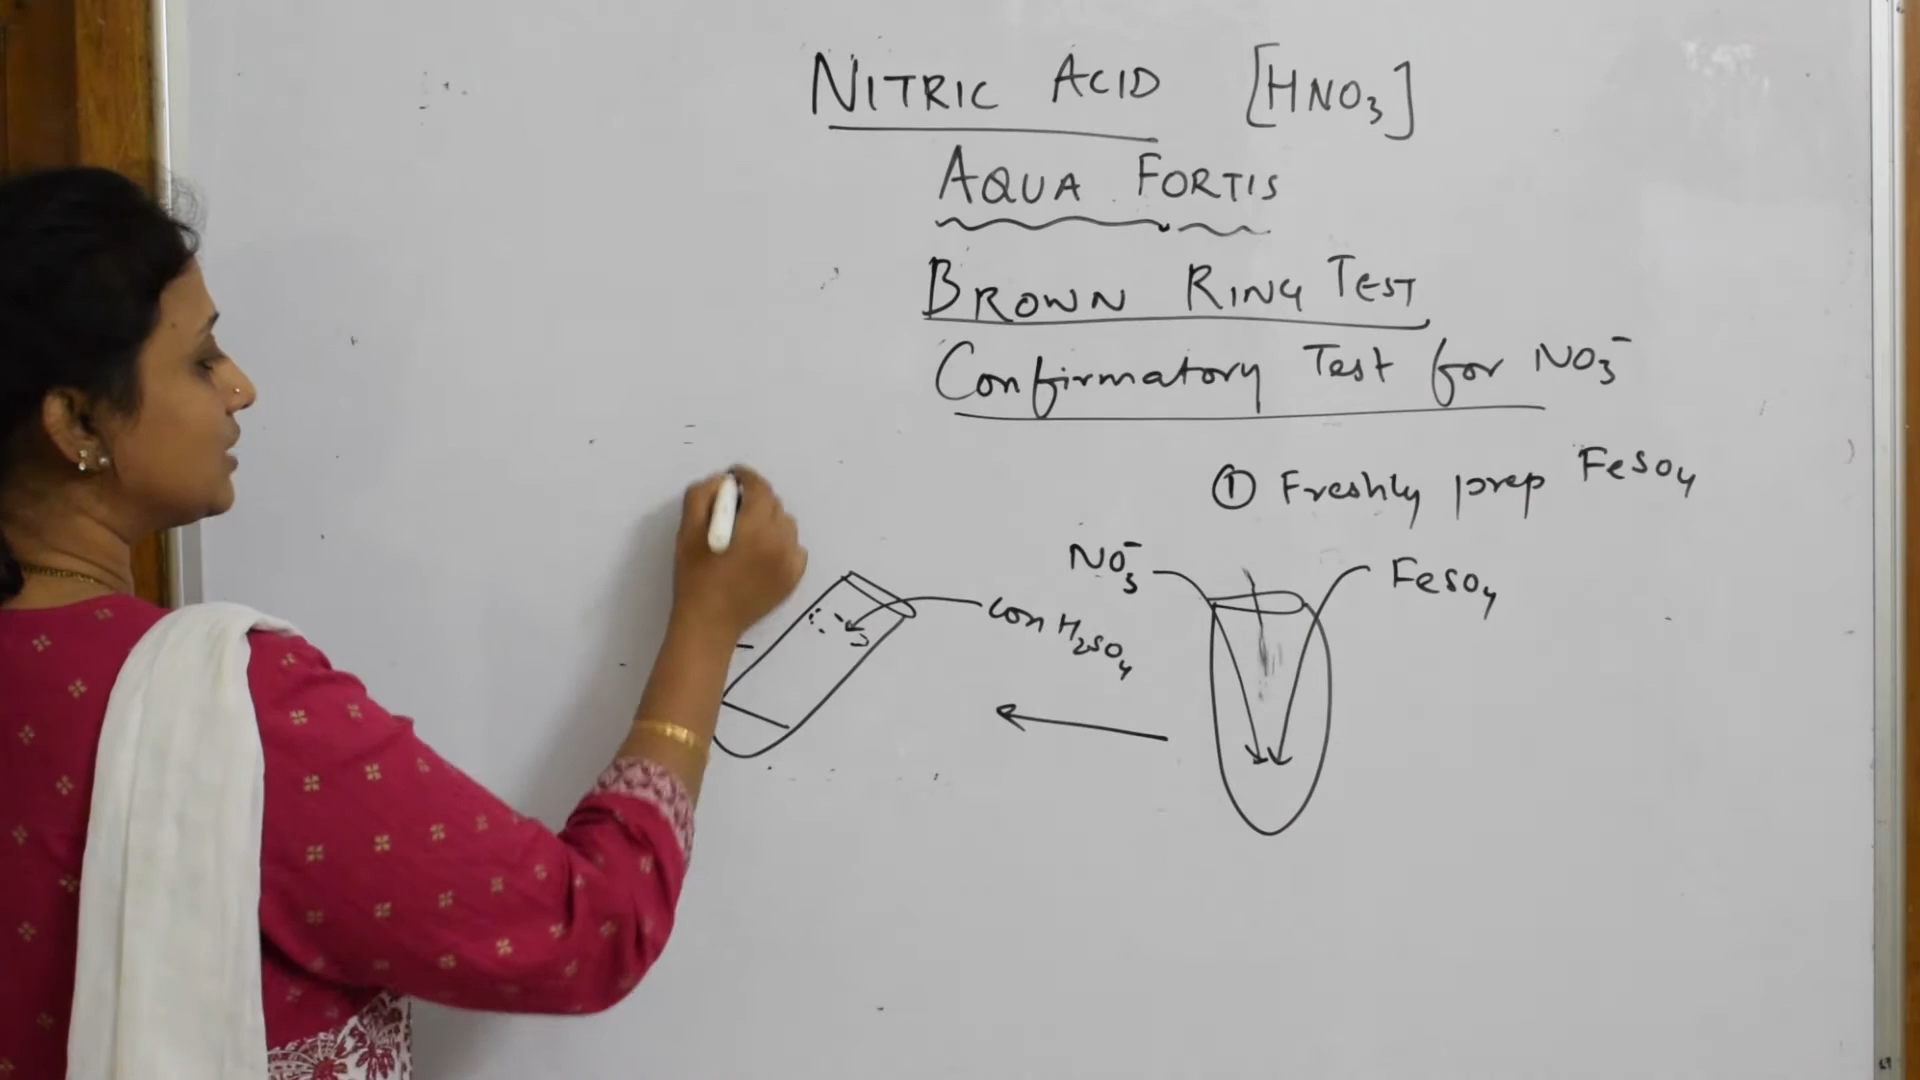 NITRIC ACID [HNO₃]
AQUA FORTIS
BROWN RING TEST
Confirmatory Test for NO₃⁻
① Freshly prep FeSO₄
NO₃⁻
FeSO₄
con H₂SO₄